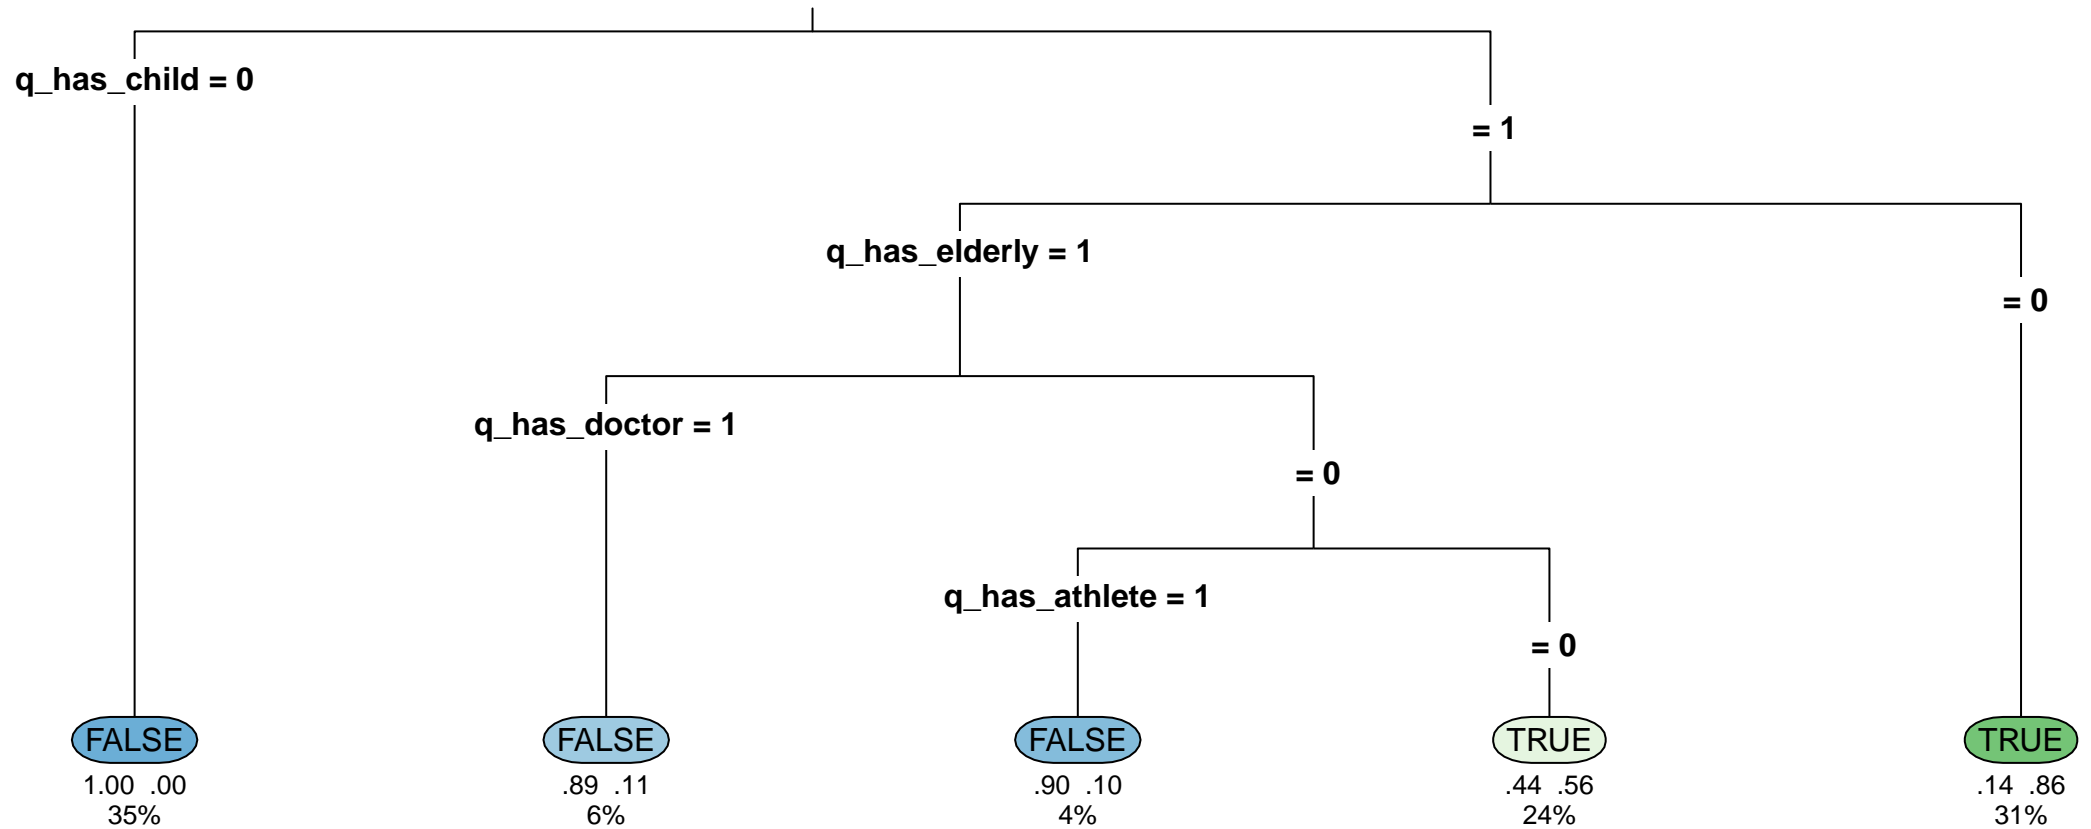 q_has_child = 0
= 1
q_has_elderly = 1
= 0
q_has_doctor = 1
= 0
q_has_athlete = 1
= 0
FALSE
1.00 .00
35%
FALSE
.89 .11
6%
FALSE
.90 .10
4%
TRUE
.44 .56
24%
TRUE
.14 .86
31%